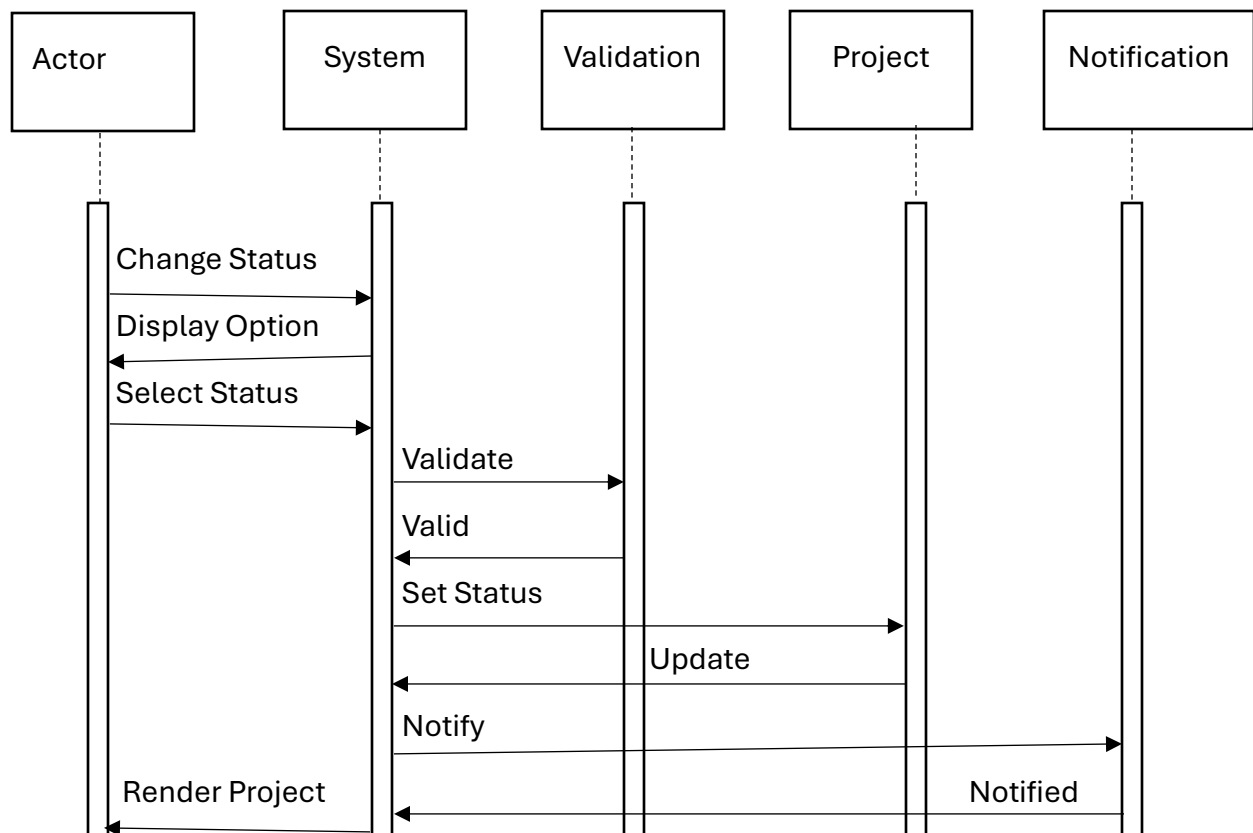 Actor
System
Validation
Project
Notification
Change Status
Display Option
Select Status
Validate
Valid
Set Status
Update
Notify
Render Project
Notified